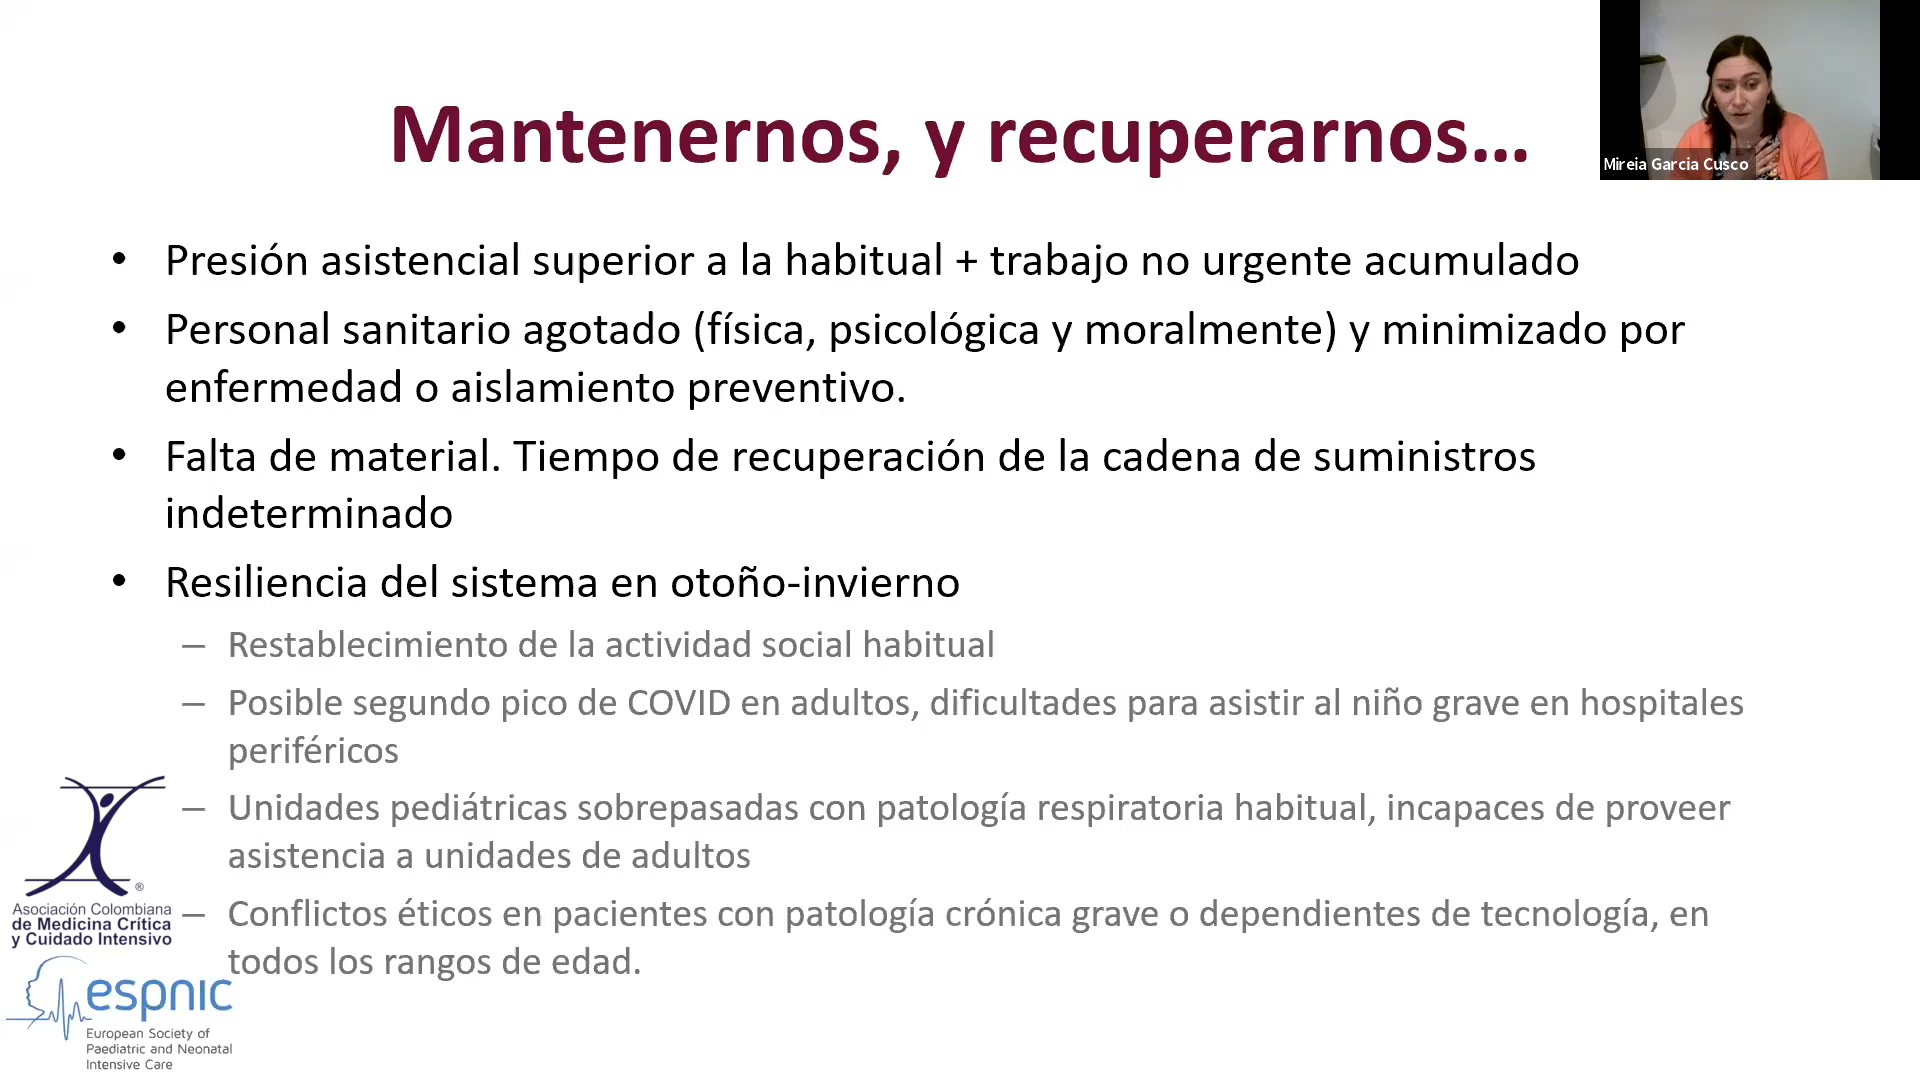 Mantenernos, y recuperarnos...
Mireia Garcia Cusco
• Presión asistencial superior a la habitual + trabajo no urgente acumulado
• Personal sanitario agotado (física, psicológica y moralmente) y minimizado por
enfermedad o aislamiento preventivo.
• Falta de material. Tiempo de recuperación de la cadena de suministros
indeterminado
• Resiliencia del sistema en otoño-invierno
– Restablecimiento de la actividad social habitual
– Posible segundo pico de COVID en adultos, dificultades para asistir al niño grave en hospitales
periféricos
– Unidades pediátricas sobrepasadas con patología respiratoria habitual, incapaces de proveer
asistencia a unidades de adultos
– Conflictos éticos en pacientes con patología crónica grave o dependientes de tecnología, en
todos los rangos de edad.
®
Asociación Colombiana
de Medicina Crítica
y Cuidado Intensivo
espnic
European Society of
Paediatric and Neonatal
Intensive Care